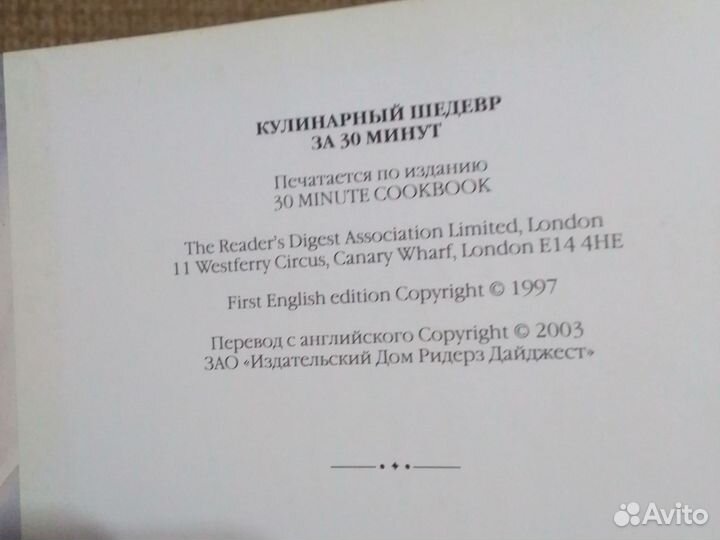 КУЛИНАРНЫЙ ШЕДЕВР
ЗА 30 МИНУТ
Печатается по изданию
30 MINUTE COOKBOOK
The Reader's Digest Association Limited, London
11 Westferry Circus, Canary Wharf, London E14 4HE
First English edition Copyright © 1997
Перевод с английского Copyright © 2003
ЗАО «Издательский Дом Ридерз Дайджест»
Avito